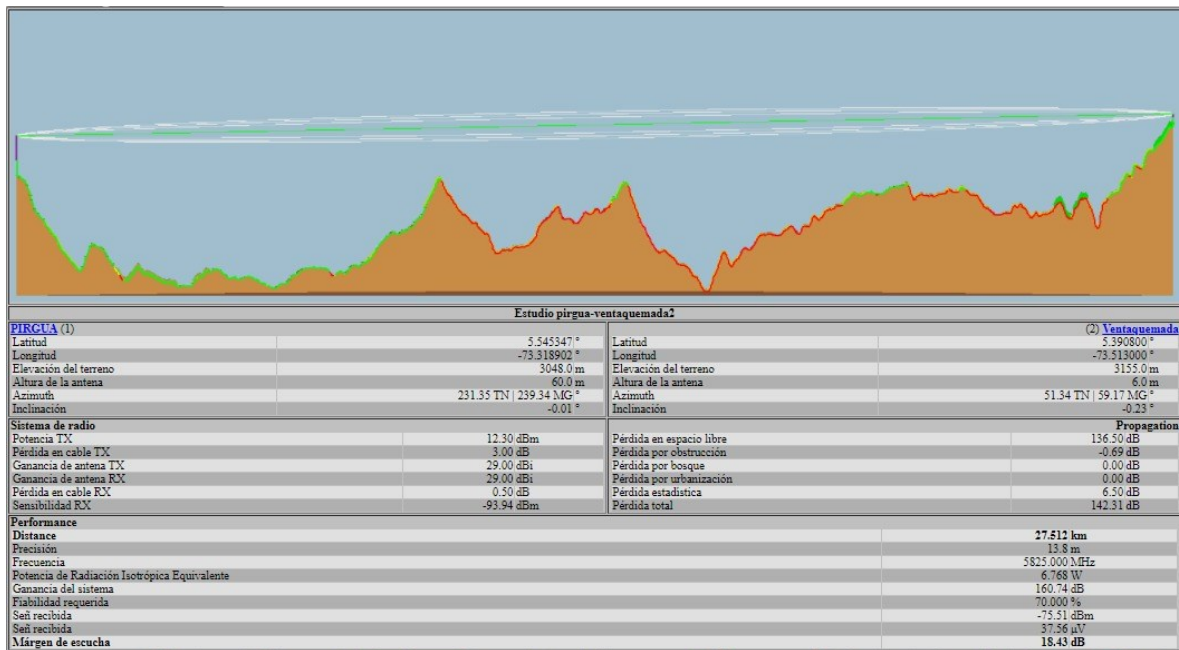 Estudio pirgua-ventaquemada2
PIRGUA (1) (2) Ventaquemada
Latitud 5.545347 ° Latitud 5.390800 °
Longitud -73.318902 ° Longitud -73.513000 °
Elevación del terreno 3048.0 m Elevación del terreno 3155.0 m
Altura de la antena 60.0 m Altura de la antena 6.0 m
Azimuth 231.35 TN | 239.34 MG ° Azimuth 51.34 TN | 59.17 MG °
Inclinación -0.01 ° Inclinación -0.23 °
Sistema de radio Propagation
Potencia TX 12.30 dBm Pérdida en espacio libre 136.50 dB
Pérdida en cable TX 3.00 dB Pérdida por obstrucción -0.69 dB
Ganancia de antena TX 29.00 dBi Pérdida por bosque 0.00 dB
Ganancia de antena RX 29.00 dBi Pérdida por urbanización 0.00 dB
Pérdida en cable RX 0.50 dB Pérdida estadistica 6.50 dB
Sensibilidad RX -93.94 dBm Pérdida total 142.31 dB
Performance
Distance 27.512 km
Precisión 13.8 m
Frecuencia 5825.000 MHz
Potencia de Radiación Isotrópica Equivalente 6.768 W
Ganancia del sistema 160.74 dB
Fiabilidad requerida 70.000 %
Señ recibida -75.51 dBm
Señ recibida 37.56 µV
Márgen de escucha 18.43 dB